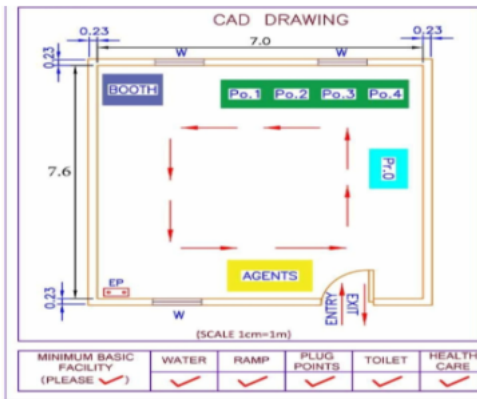 CAD DRAWING
0.23 7.0 0.23
0.23
W W
BOOTH
Po.1 Po.2 Po.3 Po.4
Pr.0
7.6
AGENTS
EP
0.23
W
ENTRY
EXIT
(SCALE 1cm=1m)
MINIMUM BASIC FACILITY (PLEASE ✓) WATER RAMP PLUG POINTS TOILET HEALTH CARE
✓ ✓ ✓ ✓ ✓